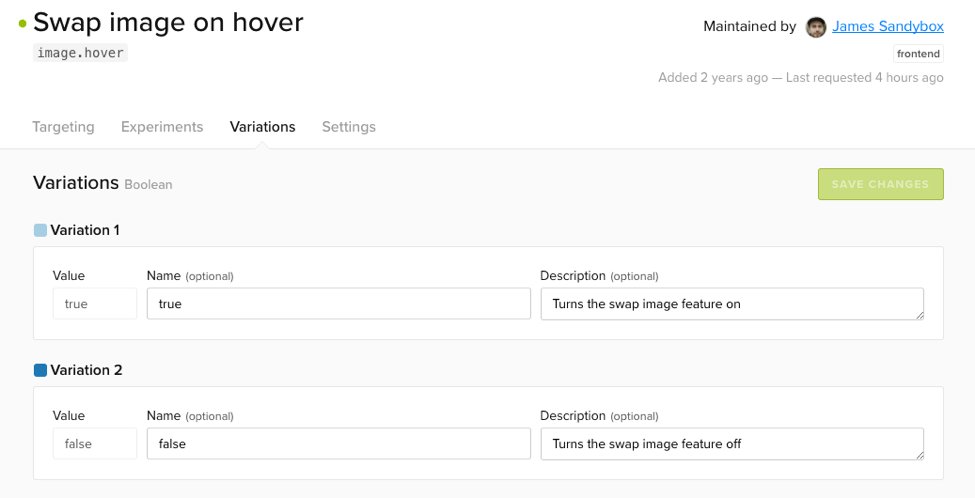 Swap image on hover
image.hover
Maintained by James Sandybox
frontend
Added 2 years ago — Last requested 4 hours ago
Targeting Experiments Variations Settings
Variations Boolean
SAVE CHANGES
Variation 1
Value Name (optional) Description (optional)
true true Turns the swap image feature on
Variation 2
Value Name (optional) Description (optional)
false false Turns the swap image feature off